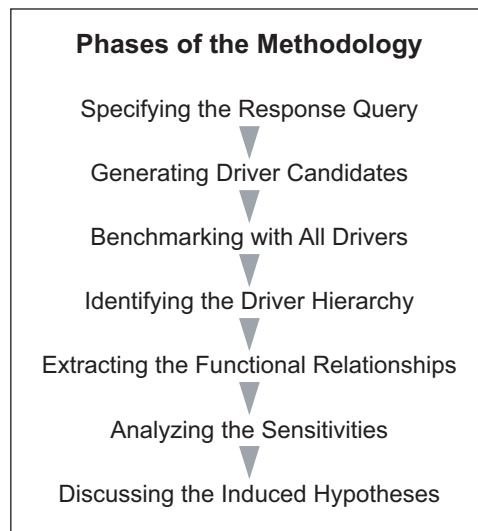 Phases of the Methodology
Specifying the Response Query
Generating Driver Candidates
Benchmarking with All Drivers
Identifying the Driver Hierarchy
Extracting the Functional Relationships
Analyzing the Sensitivities
Discussing the Induced Hypotheses